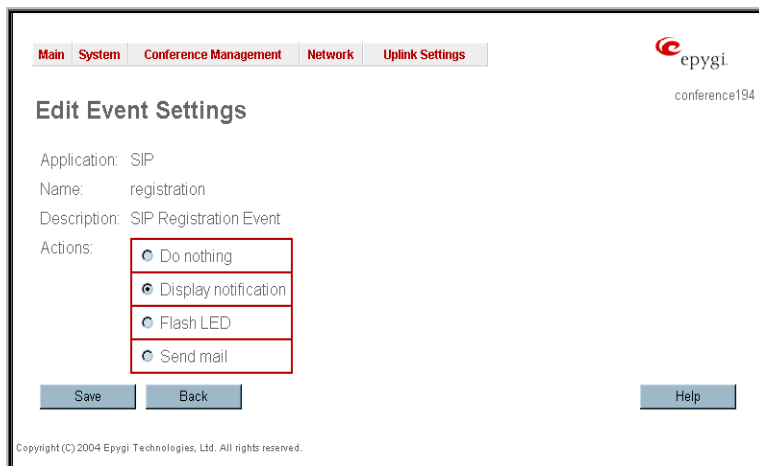 Main System Conference Management Network Uplink Settings
epygi.
conference194
Edit Event Settings
Application: SIP
Name: registration
Description: SIP Registration Event
Actions:
Do nothing
Display notification
Flash LED
Send mail
Save Back Help
Copyright (C) 2004 Epygi Technologies, Ltd. All rights reserved.